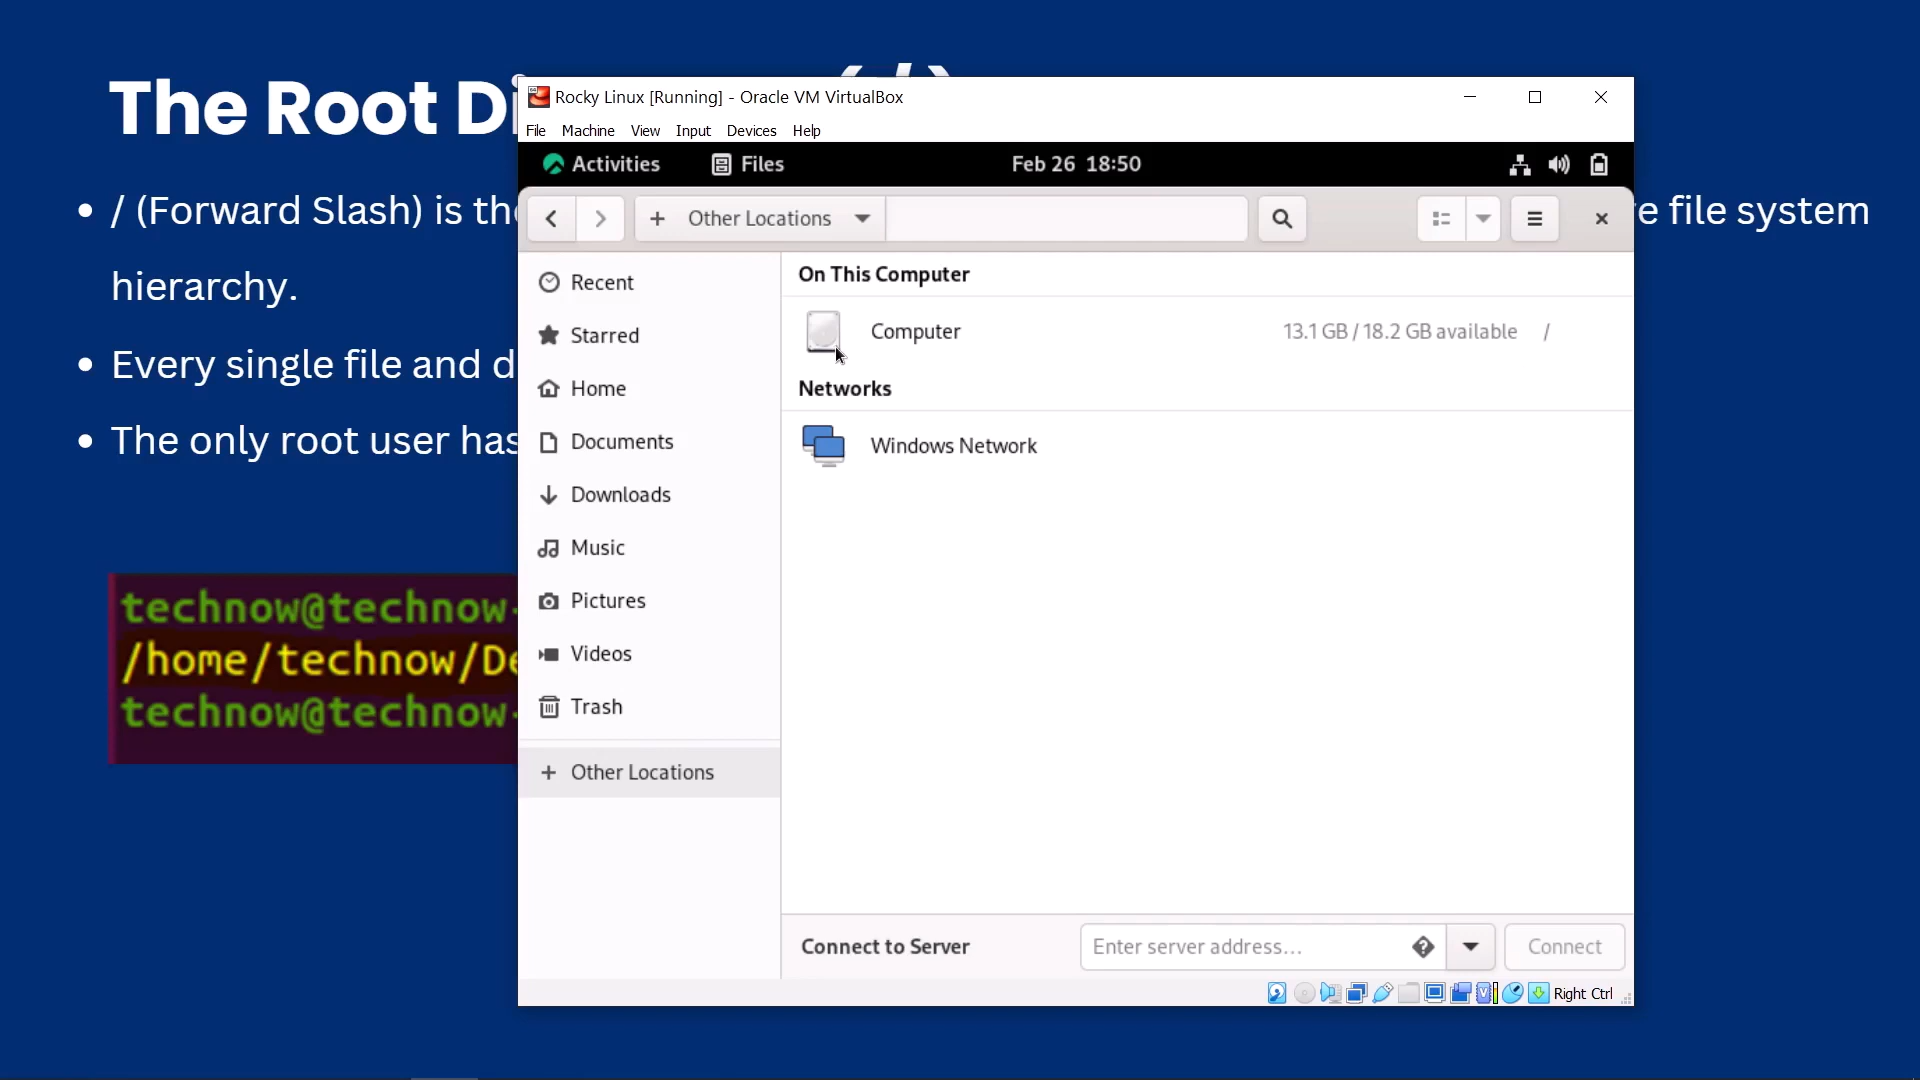 The Root Di
Rocky Linux [Running] - Oracle VM VirtualBox
File Machine View Input Devices Help
Activities Files Feb 26 18:50
Other Locations
/ (Forward Slash) is the
re file system
hierarchy.
Every single file and d
The only root user has
Recent
Starred
Home
Documents
Downloads
Music
Pictures
Videos
Trash
Other Locations
On This Computer
Computer 13.1 GB / 18.2 GB available /
Networks
Windows Network
technow@technow-
/home/technow/De
technow@technow-
Connect to Server Enter server address... Connect
Right Ctrl